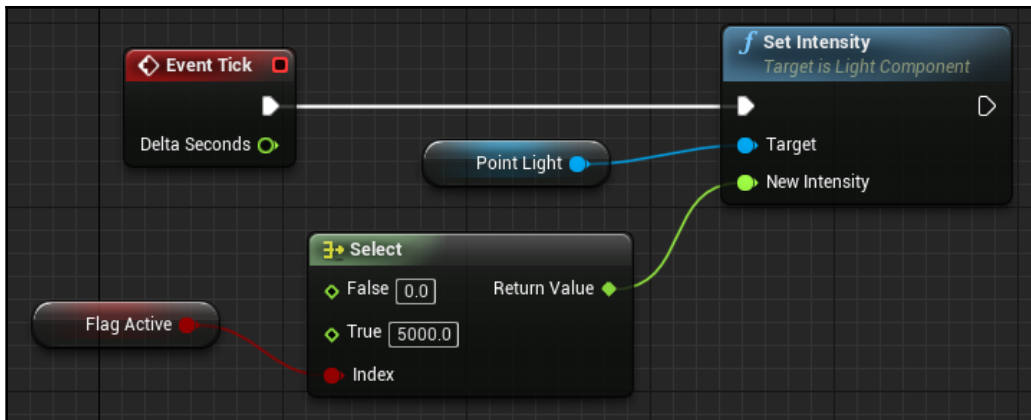 Event Tick
Delta Seconds
f Set Intensity
Target is Light Component
Target
New Intensity
Point Light
Select
False 0.0
Return Value
True 5000.0
Index
Flag Active